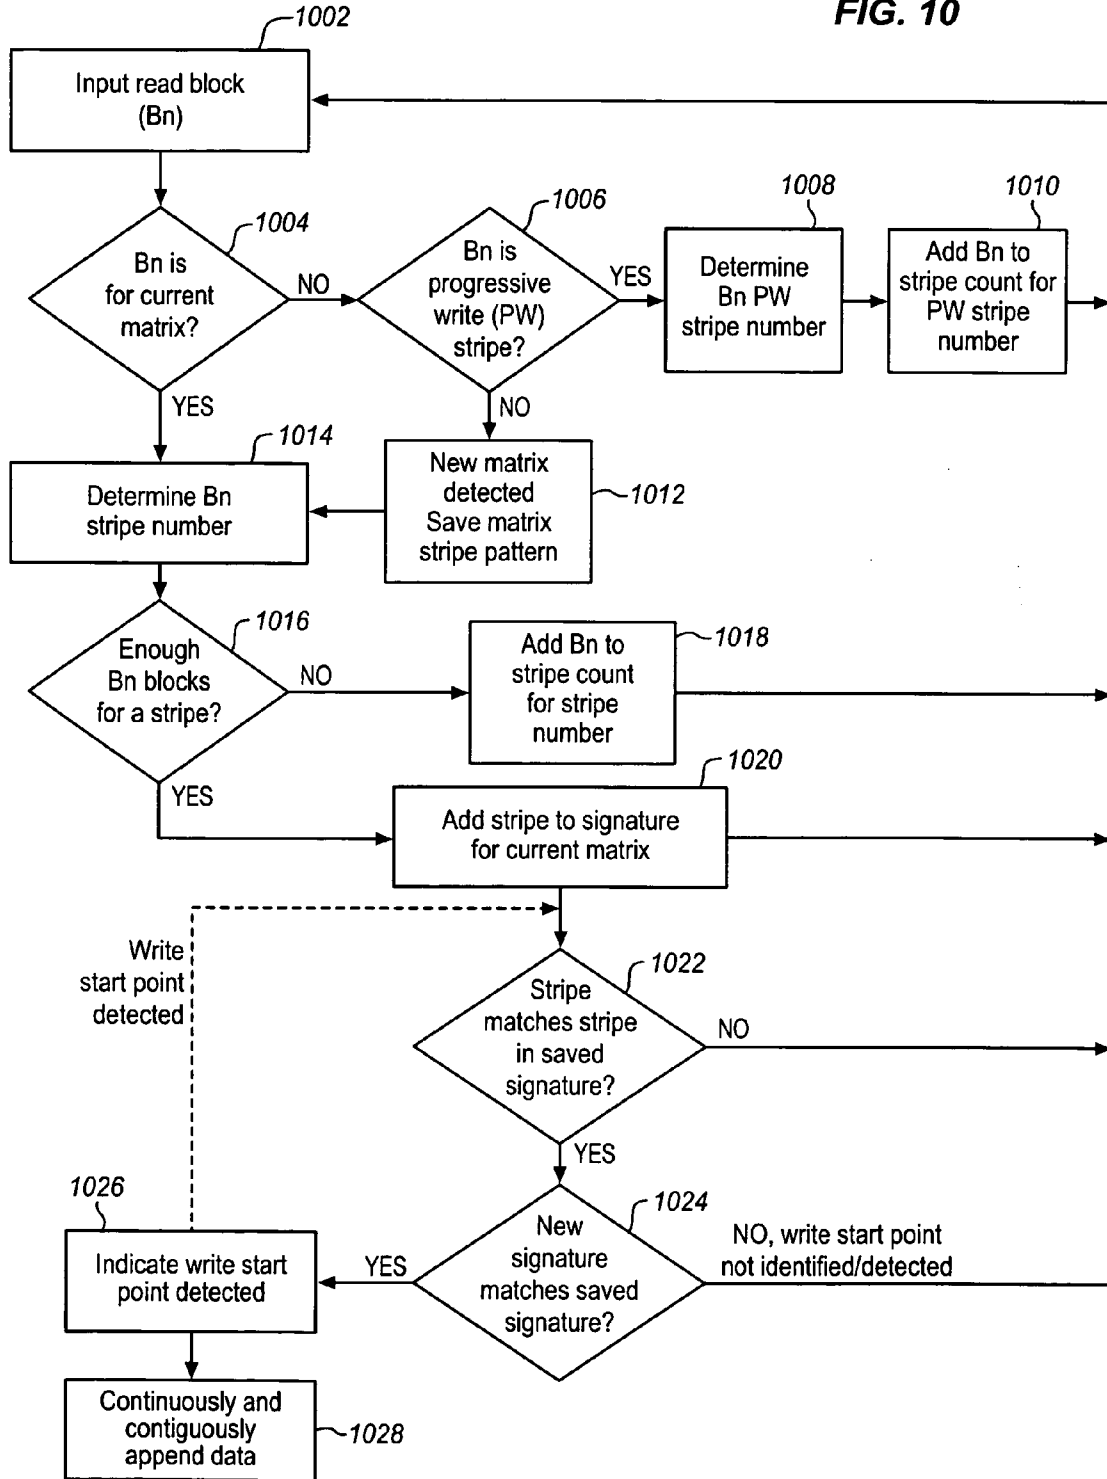 FIG. 10
1002
Input read block
(Bn)
1004
Bn is
for current
matrix?
NO
YES
1006
Bn is
progressive
write (PW)
stripe?
YES
NO
1008
Determine
Bn PW
stripe number
1010
Add Bn to
stripe count for
PW stripe
number
1014
Determine Bn
stripe number
New matrix
detected
Save matrix
stripe pattern
1012
1016
Enough
Bn blocks
for a stripe?
NO
YES
Add Bn to
stripe count
for stripe
number
1018
1020
Add stripe to signature
for current matrix
Write
start point
detected
1022
Stripe
matches stripe
in saved
signature?
NO
YES
1024
New
signature
matches saved
signature?
NO, write start point
not identified/detected
YES
1026
Indicate write start
point detected
Continuously and
contiguously
append data
1028